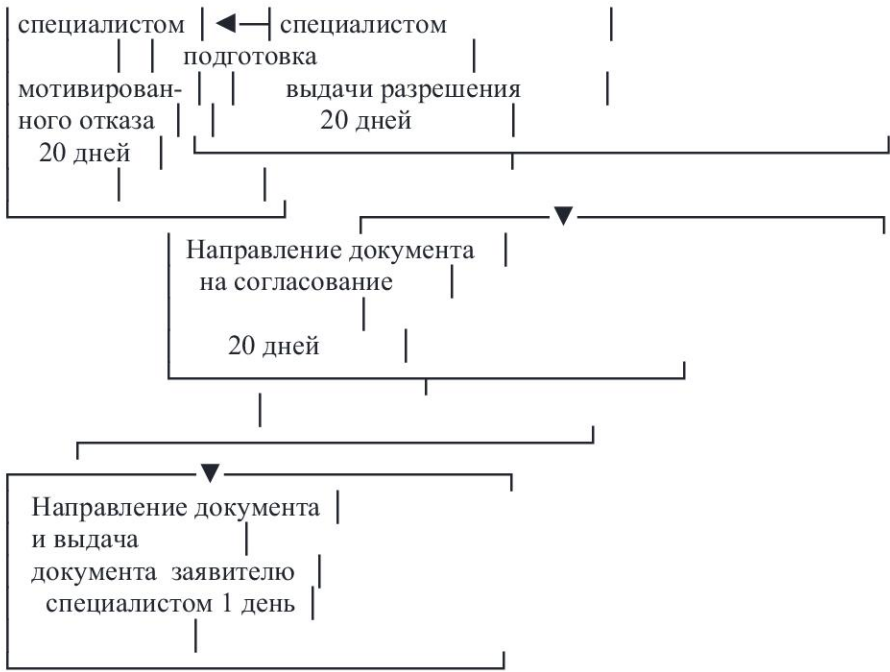 специалистом специалистом
подготовка
мотивирован- выдачи разрешения
ного отказа 20 дней
20 дней
Направление документа
на согласование
20 дней
Направление документа
и выдача
документа заявителю
специалистом 1 день